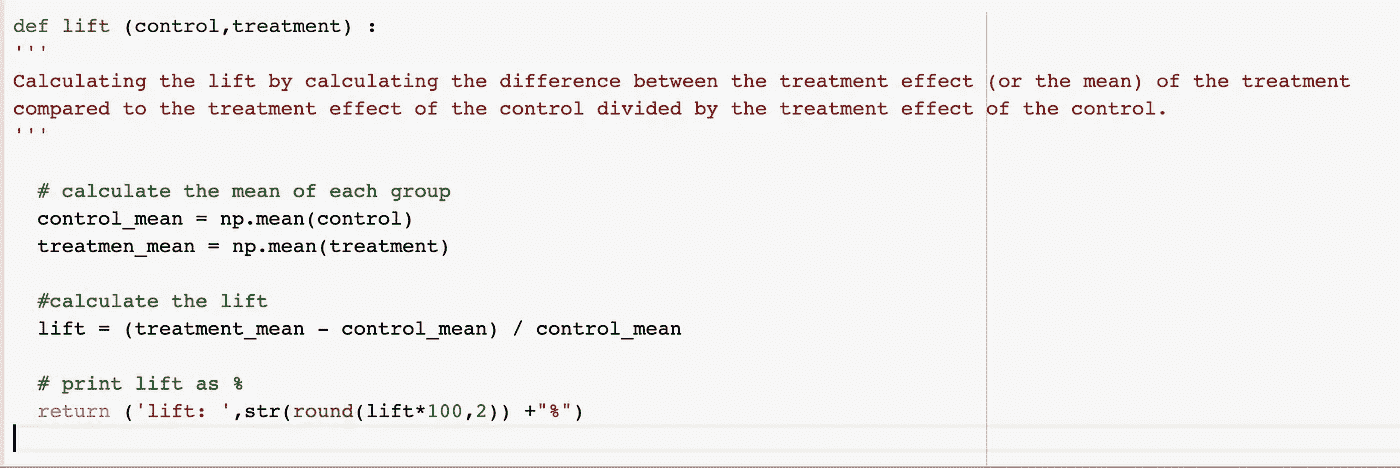 def lift (control,treatment) :
'''
Calculating the lift by calculating the difference between the treatment effect (or the mean) of the treatment
compared to the treatment effect of the control divided by the treatment effect of the control.
'''
# calculate the mean of each group
control_mean = np.mean(control)
treatmen_mean = np.mean(treatment)
#calculate the lift
lift = (treatment_mean - control_mean) / control_mean
# print lift as %
return ('lift: ',str(round(lift*100,2)) +"%")